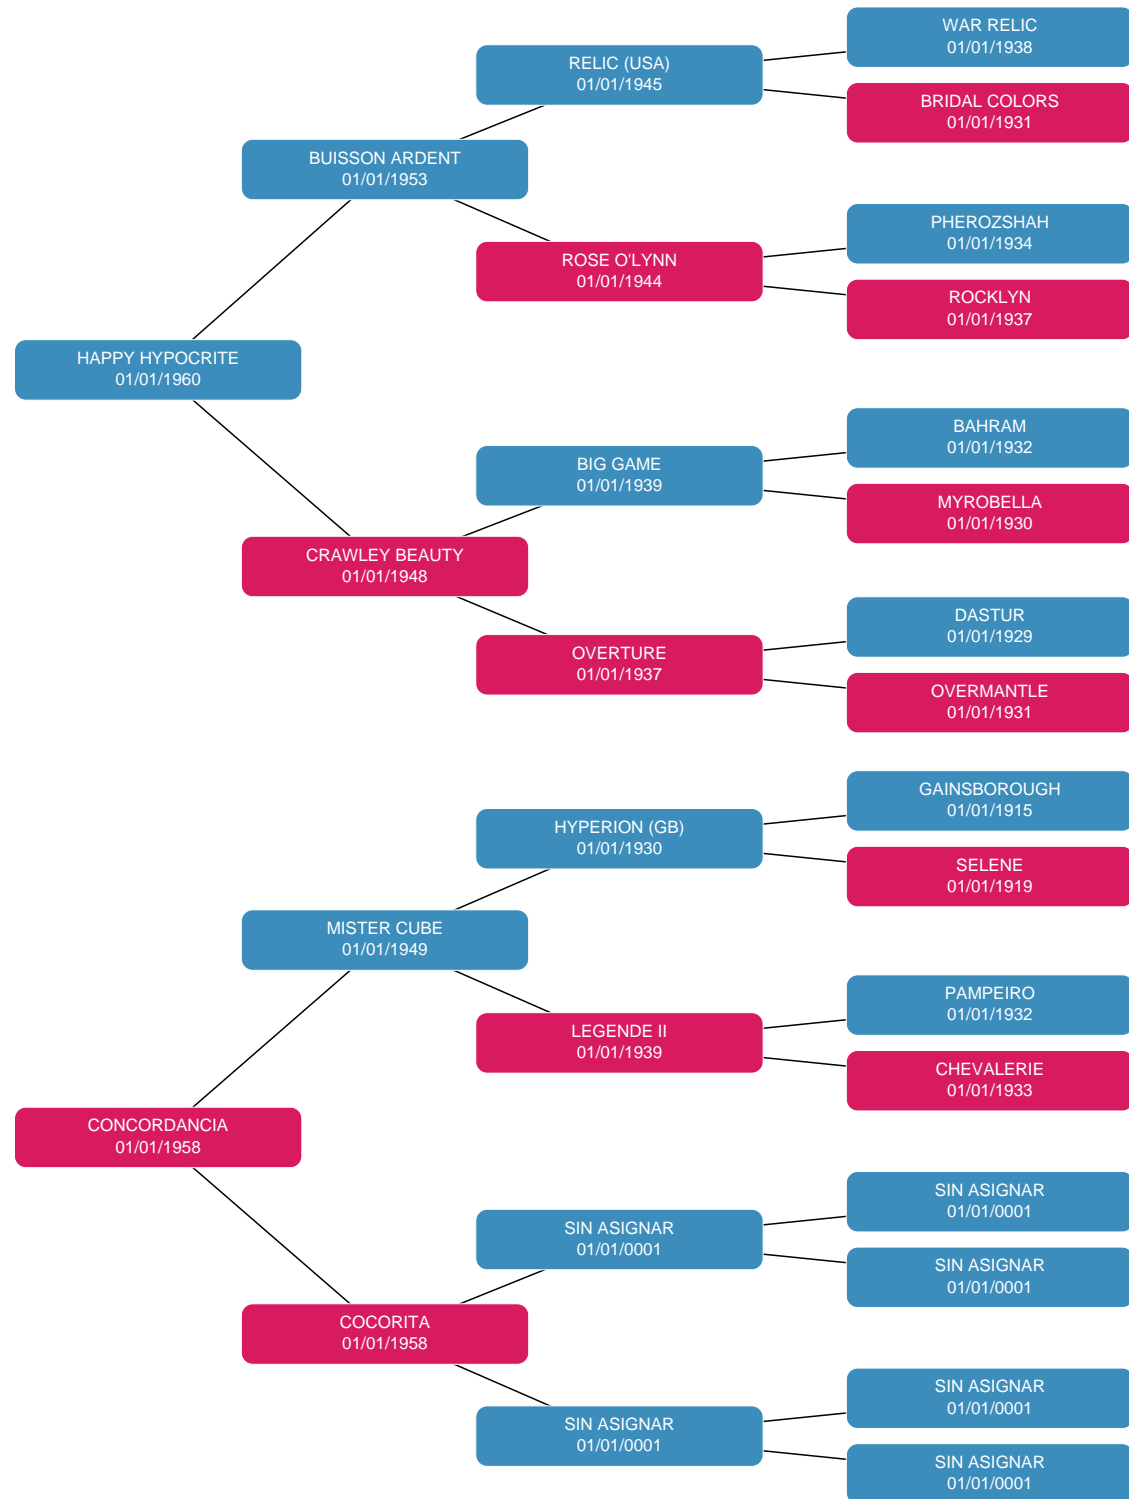 WAR RELIC
01/01/1938
RELIC (USA)
01/01/1945
BRIDAL COLORS
01/01/1931
BUISSON ARDENT
01/01/1953
PHEROZSHAH
01/01/1934
ROSE O'LYNN
01/01/1944
ROCKLYN
01/01/1937
HAPPY HYPOCRITE
01/01/1960
BAHRAM
01/01/1932
BIG GAME
01/01/1939
MYROBELLA
01/01/1930
CRAWLEY BEAUTY
01/01/1948
DASTUR
01/01/1929
OVERTURE
01/01/1937
OVERMANTLE
01/01/1931
GAINSBOROUGH
01/01/1915
HYPERION (GB)
01/01/1930
SELENE
01/01/1919
MISTER CUBE
01/01/1949
PAMPEIRO
01/01/1932
LEGENDE II
01/01/1939
CHEVALERIE
01/01/1933
CONCORDANCIA
01/01/1958
SIN ASIGNAR
01/01/0001
SIN ASIGNAR
01/01/0001
SIN ASIGNAR
01/01/0001
COCORITA
01/01/1958
SIN ASIGNAR
01/01/0001
SIN ASIGNAR
01/01/0001
SIN ASIGNAR
01/01/0001